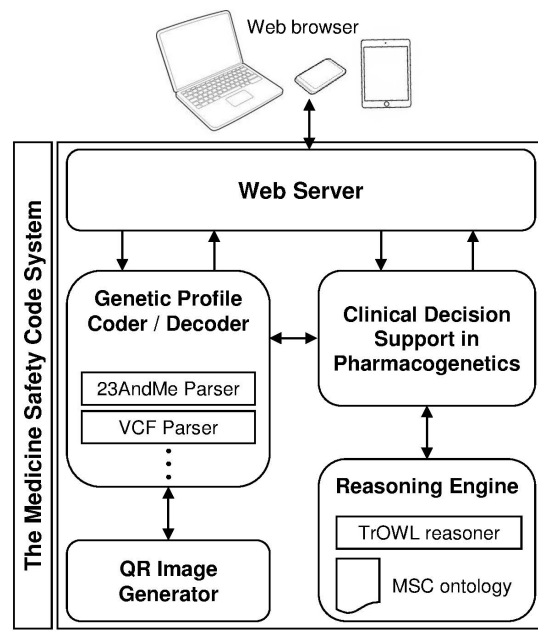 Web browser
The Medicine Safety Code System
Web Server
Genetic Profile
Coder / Decoder
23AndMe Parser
VCF Parser
Clinical Decision
Support in
Pharmacogenetics
QR Image
Generator
Reasoning Engine
TrOWL reasoner
MSC ontology